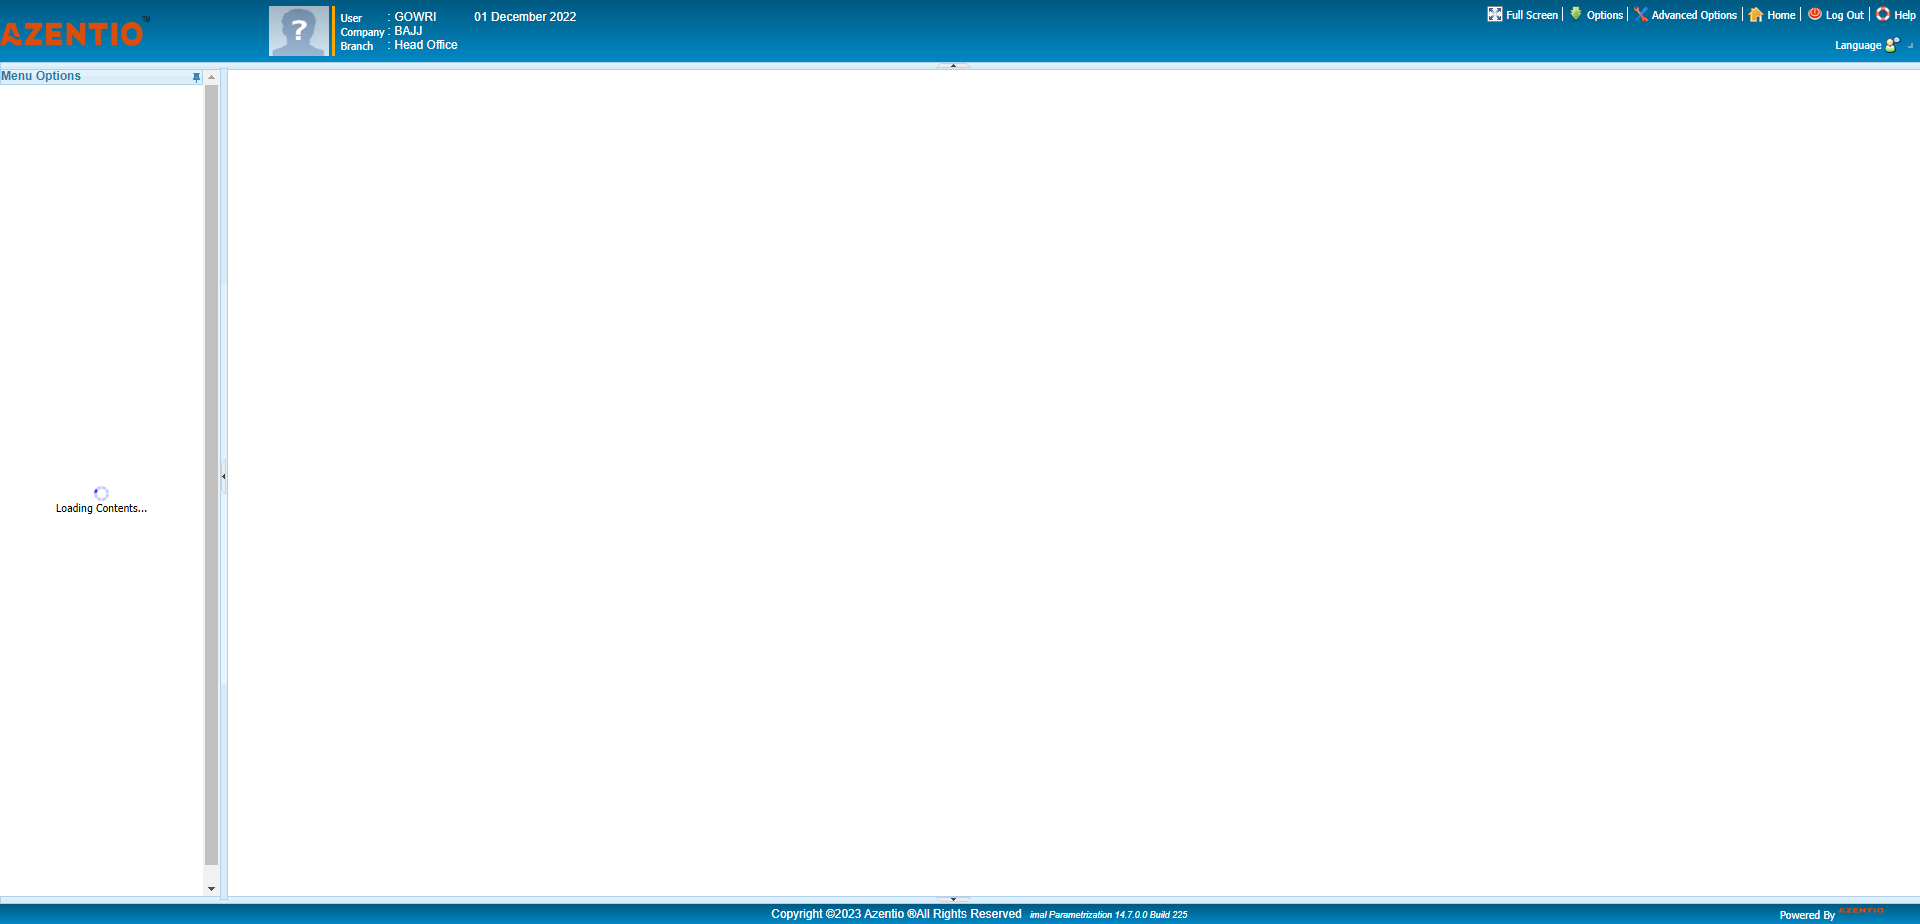 AZENTIO™
User : GOWRI 01 December 2022
Company : BAJJ
Branch : Head Office
Full Screen Options Advanced Options Home Log Out Help
Language
Menu Options
Loading Contents...
Copyright ©2023 Azentio ®All Rights Reserved imal Parametrization 14.7.0.0 Build 225
Powered By AZENTIO